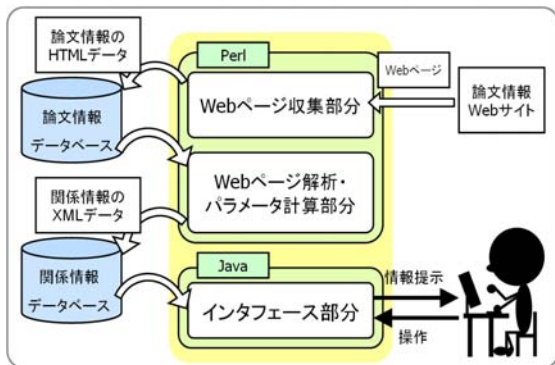 論文情報の
HTMLデータ
Perl
Webページ
Webページ収集部分
論文情報
Webサイト
論文情報
データベース
関係情報の
XMLデータ
Webページ解析・
パラメータ計算部分
関係情報
データベース
Java
インタフェース部分
情報提示
操作